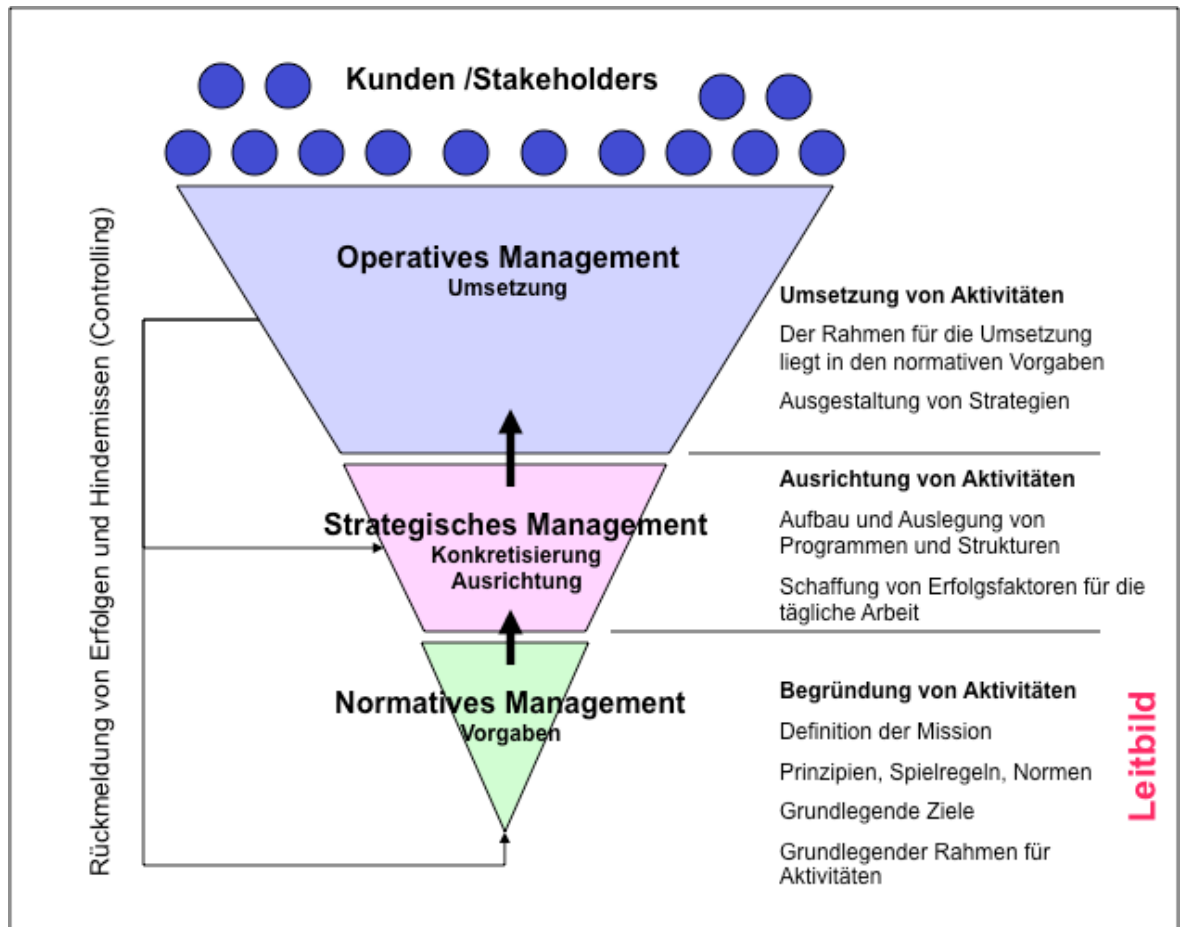 Kunden /Stakeholders
Rückmeldung von Erfolgen und Hindernissen (Controlling)
Operatives Management
Umsetzung
Umsetzung von Aktivitäten
Der Rahmen für die Umsetzung
liegt in den normativen Vorgaben
Ausgestaltung von Strategien
Strategisches Management
Konkretisierung
Ausrichtung
Ausrichtung von Aktivitäten
Aufbau und Auslegung von
Programmen und Strukturen
Schaffung von Erfolgsfaktoren für die
tägliche Arbeit
Normatives Management
Vorgaben
Begründung von Aktivitäten
Definition der Mission
Prinzipien, Spielregeln, Normen
Grundlegende Ziele
Grundlegender Rahmen für
Aktivitäten
Leitbild